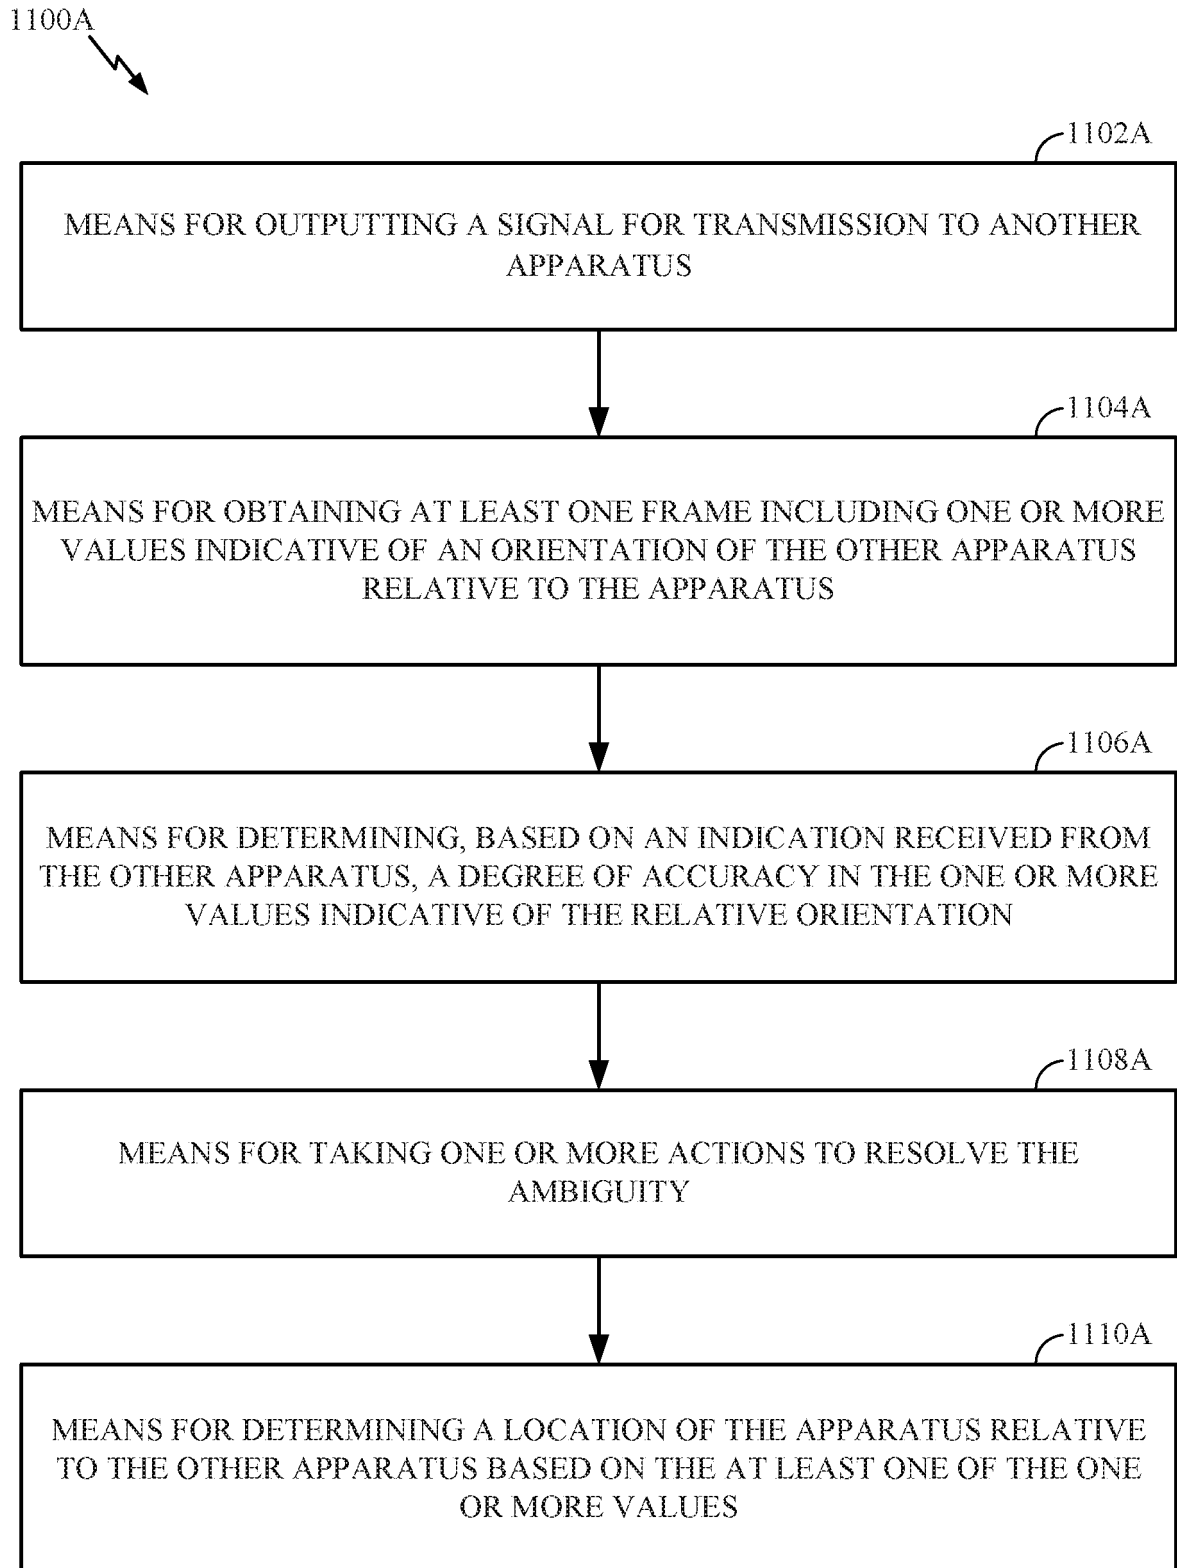 1100A
1102A
MEANS FOR OUTPUTTING A SIGNAL FOR TRANSMISSION TO ANOTHER
APPARATUS
1104A
MEANS FOR OBTAINING AT LEAST ONE FRAME INCLUDING ONE OR MORE
VALUES INDICATIVE OF AN ORIENTATION OF THE OTHER APPARATUS
RELATIVE TO THE APPARATUS
1106A
MEANS FOR DETERMINING, BASED ON AN INDICATION RECEIVED FROM
THE OTHER APPARATUS, A DEGREE OF ACCURACY IN THE ONE OR MORE
VALUES INDICATIVE OF THE RELATIVE ORIENTATION
1108A
MEANS FOR TAKING ONE OR MORE ACTIONS TO RESOLVE THE
AMBIGUITY
1110A
MEANS FOR DETERMINING A LOCATION OF THE APPARATUS RELATIVE
TO THE OTHER APPARATUS BASED ON THE AT LEAST ONE OF THE ONE
OR MORE VALUES